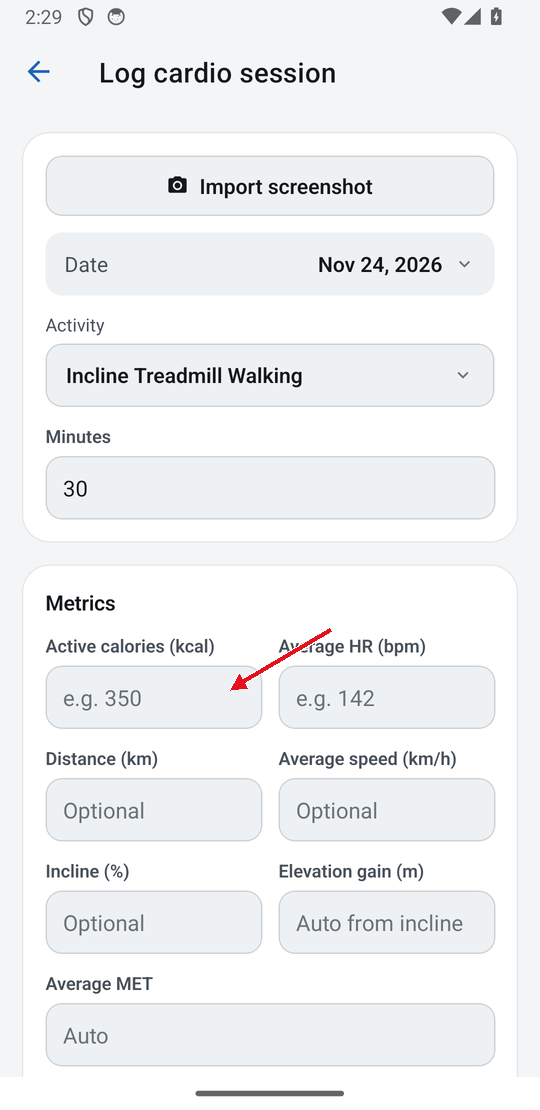 2:29
Log cardio session
Import screenshot
Date Nov 24, 2026
Activity
Incline Treadmill Walking
Minutes
30
Metrics
Active calories (kcal) Average HR (bpm)
e.g. 350 e.g. 142
Distance (km) Average speed (km/h)
Optional Optional
Incline (%) Elevation gain (m)
Optional Auto from incline
Average MET
Auto